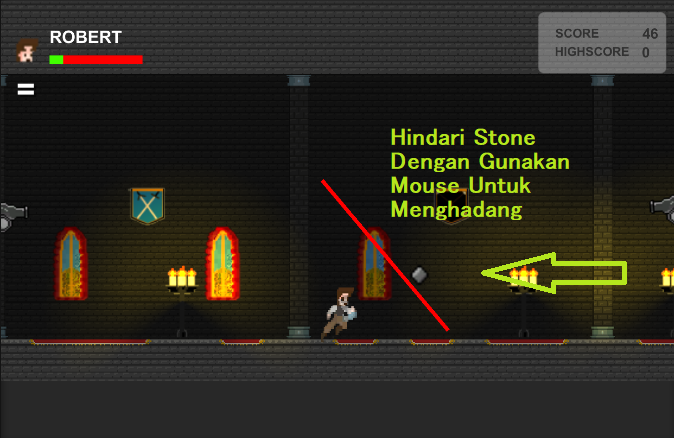 ROBERT
SCORE 46
HIGHSCORE 0
Hindari Stone
Dengan Gunakan
Mouse Untuk
Menghadang